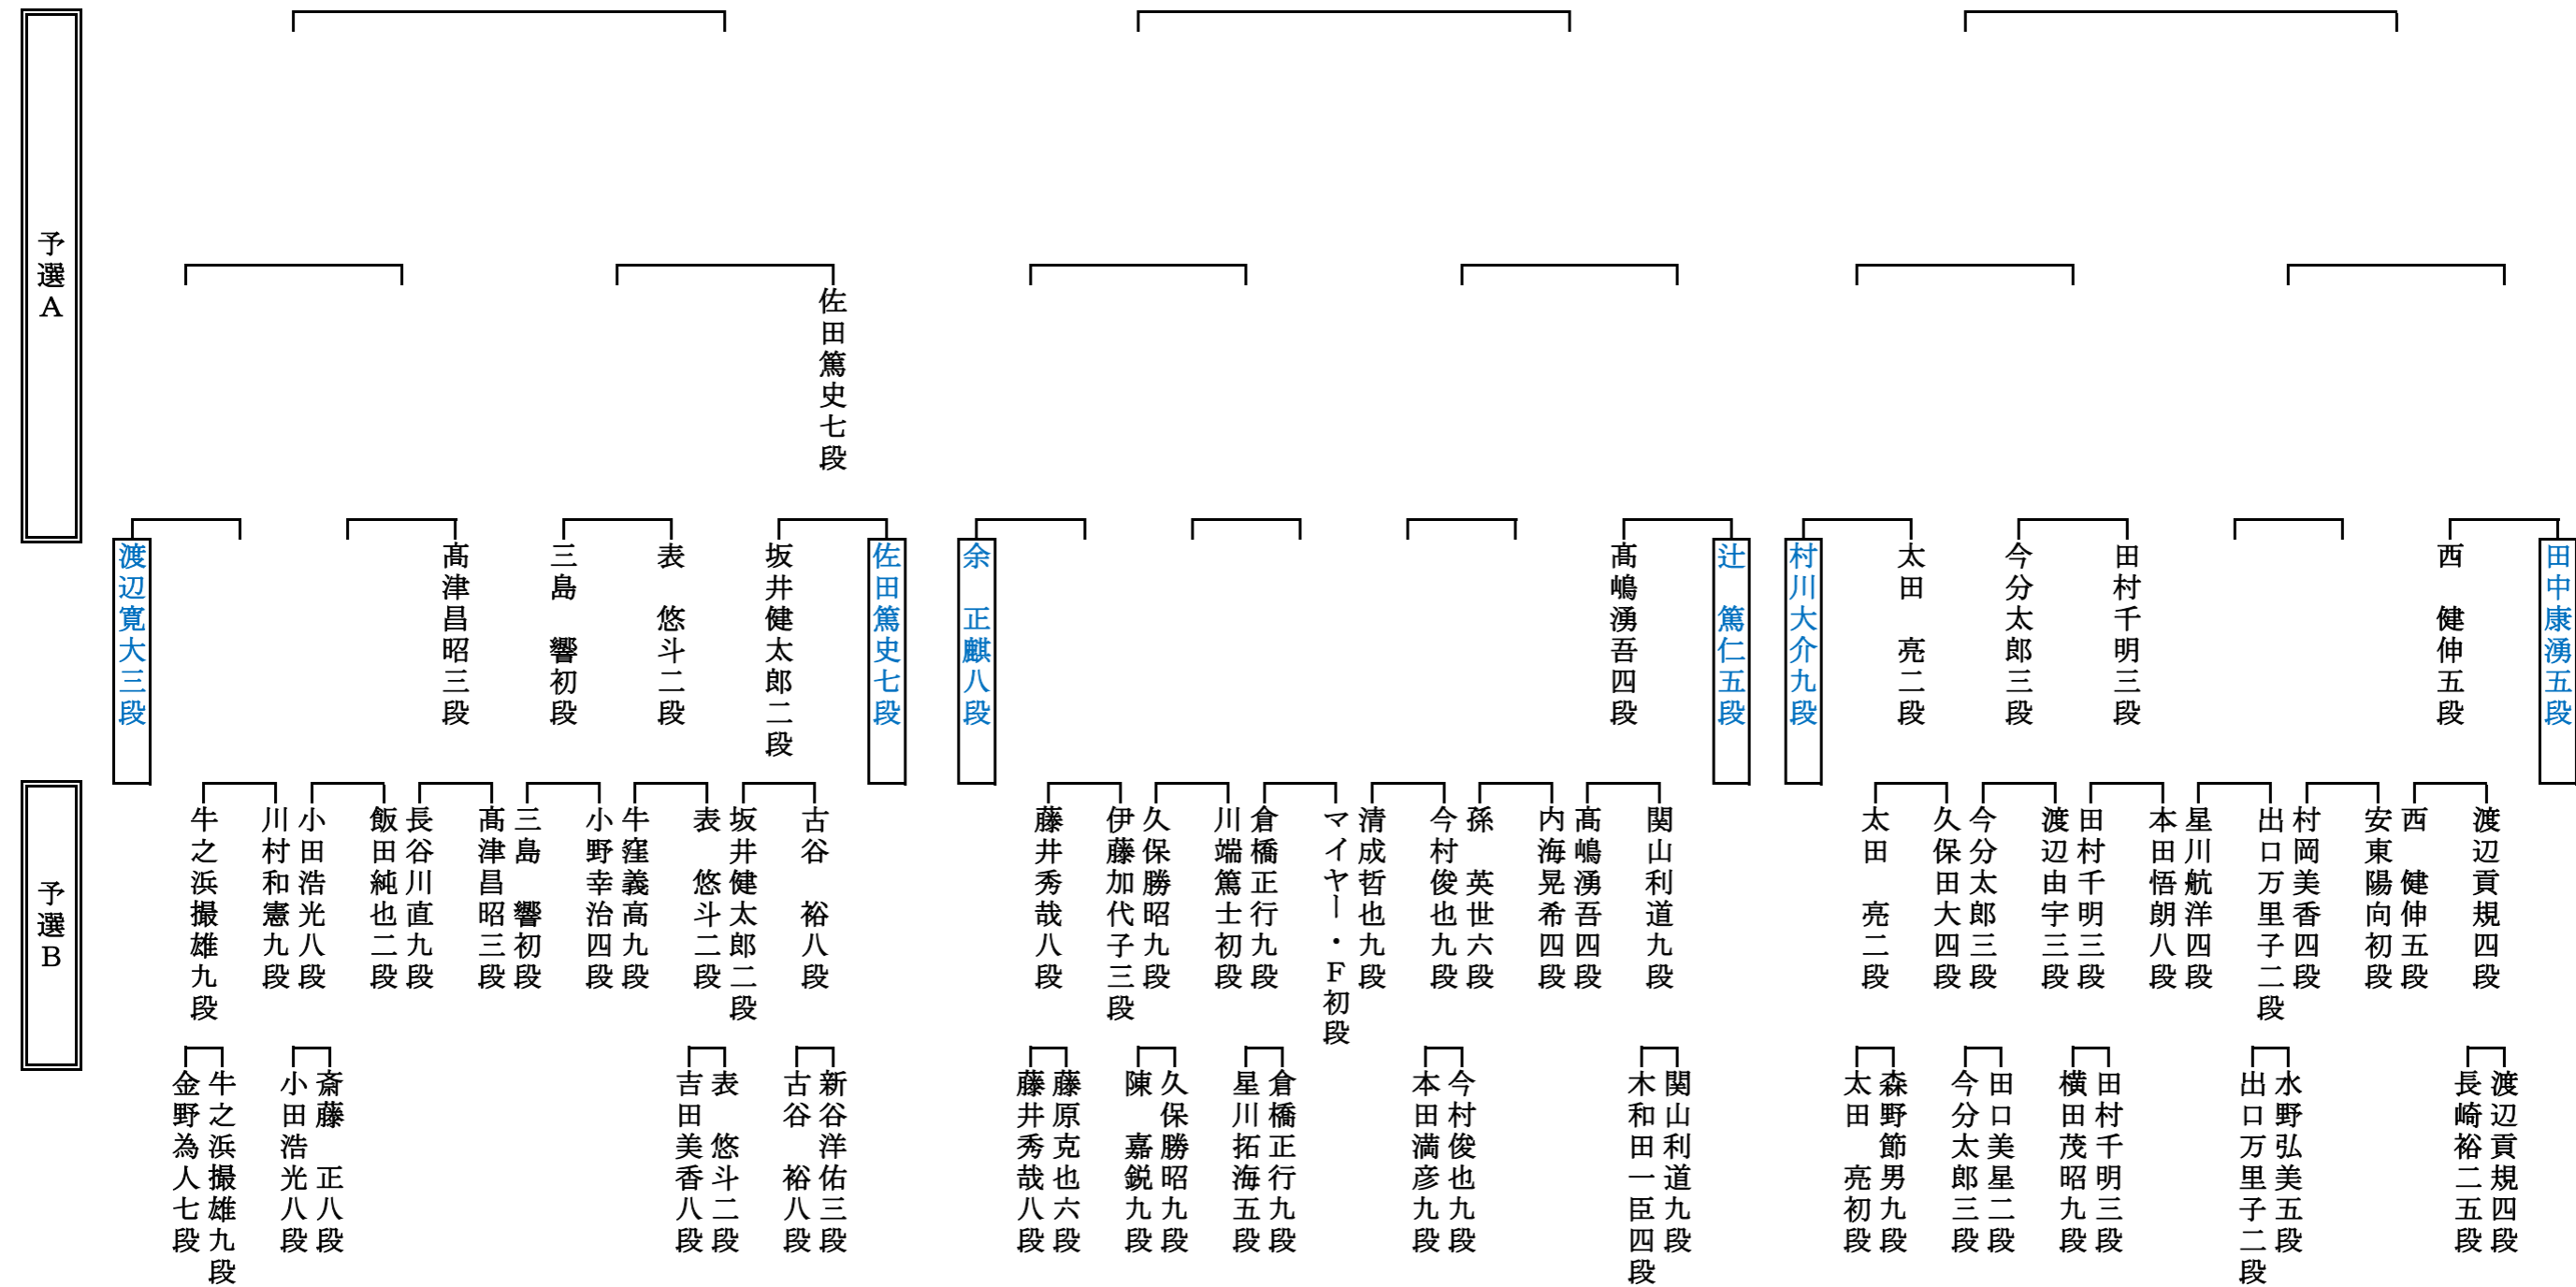 予選A
佐田篤史七段
渡辺寛大三段
髙津昌昭三段
三島　響初段
表　悠斗二段
坂井健太郎二段
佐田篤史七段
余　正麒八段
髙嶋湧吾四段
辻　篤仁五段
村川大介九段
太田　亮二段
今分太郎三段
田村千明三段
西　健伸五段
田中康湧五段
予選B
牛之浜撮雄九段
川村和憲九段
小田浩光八段
飯田純也二段
長谷川直九段
髙津昌昭三段
三島　響初段
小野幸治四段
牛窪義高九段
表　悠斗二段
坂井健太郎二段
古谷　裕八段
藤井秀哉八段
伊藤加代子三段
久保勝昭九段
川端篤士初段
倉橋正行九段
マイヤー・F初段
清成哲也九段
今村俊也九段
孫　英世六段
内海晃希四段
髙嶋湧吾四段
関山利道九段
太田　亮二段
久保田大四段
今分太郎三段
渡辺由宇三段
田村千明三段
本田悟朗八段
星川航洋四段
出口万里子二段
村岡美香四段
安東陽向初段
西　健伸五段
渡辺貢規四段
金野為人七段
牛之浜撮雄九段
小田浩光八段
斎藤　正八段
吉田美香八段
表　悠斗二段
古谷　裕八段
新谷洋佑三段
藤井秀哉八段
藤原克也六段
陳　嘉鋭九段
久保勝昭九段
星川拓海五段
倉橋正行九段
本田満彦九段
今村俊也九段
木和田一臣四段
関山利道九段
太田　亮初段
森野節男九段
今分太郎三段
田口美星二段
横田茂昭九段
田村千明三段
出口万里子二段
水野弘美五段
長崎裕二五段
渡辺貢規四段